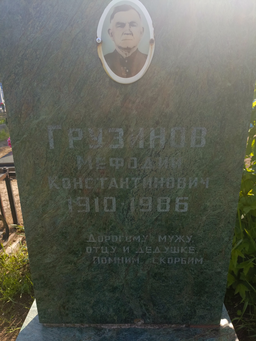 Грузинов
Мефодий
Константинович
1910-1986
Дорогому мужу
отцу и дедушке
Помним, скорбим